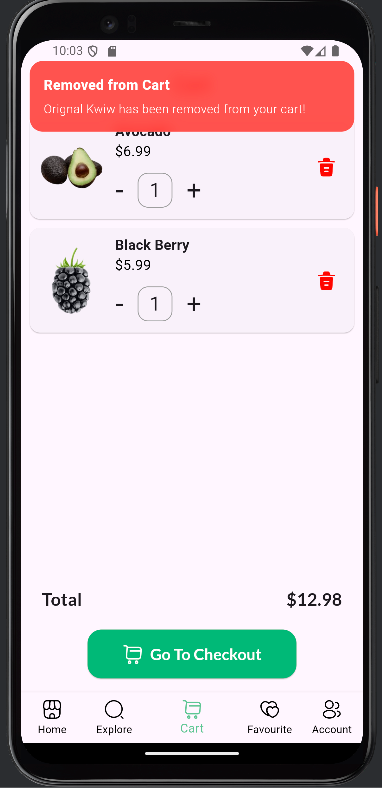 10:03
Removed from Cart
Orignal Kwiw has been removed from your cart!
Avocado
$6.99
- 1 +
Black Berry
$5.99
- 1 +
Total $12.98
Go To Checkout
Home Explore Cart Favourite Account